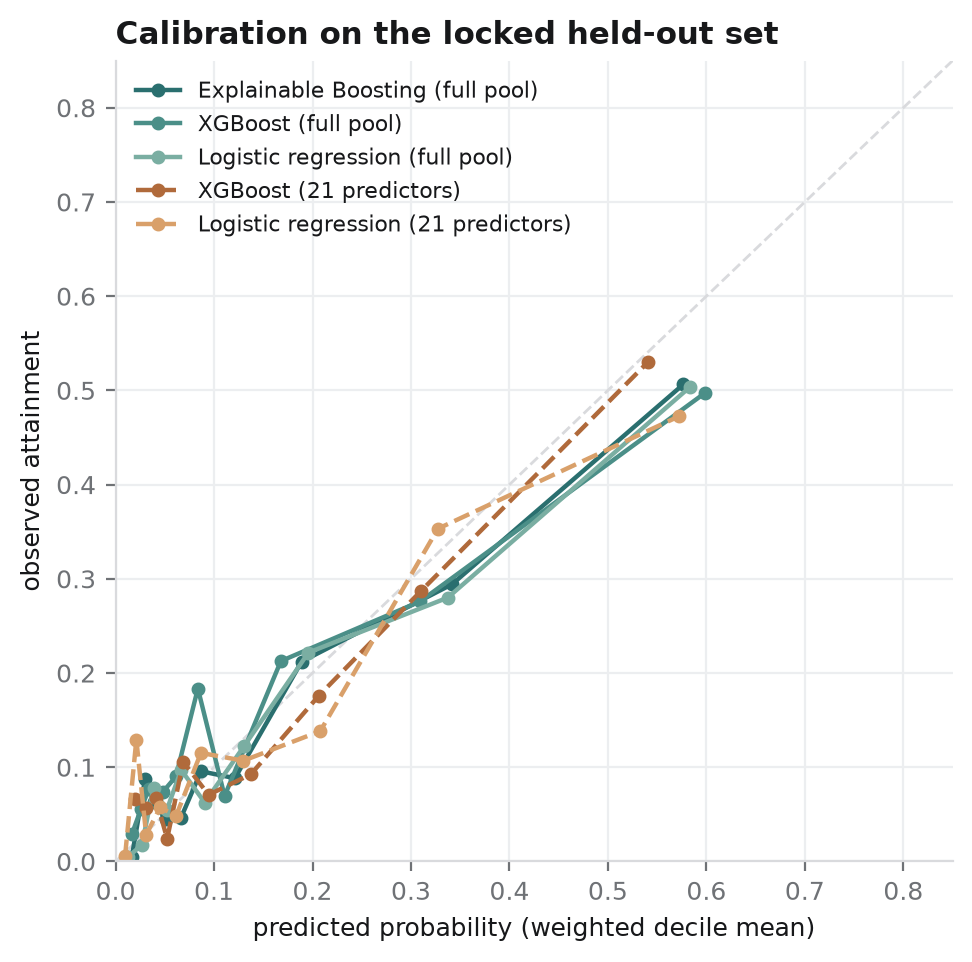 Calibration on the locked held-out set
Explainable Boosting (full pool)
XGBoost (full pool)
Logistic regression (full pool)
XGBoost (21 predictors)
Logistic regression (21 predictors)
observed attainment
0.8
0.7
0.6
0.5
0.4
0.3
0.2
0.1
0.0
0.0 0.1 0.2 0.3 0.4 0.5 0.6 0.7 0.8
predicted probability (weighted decile mean)